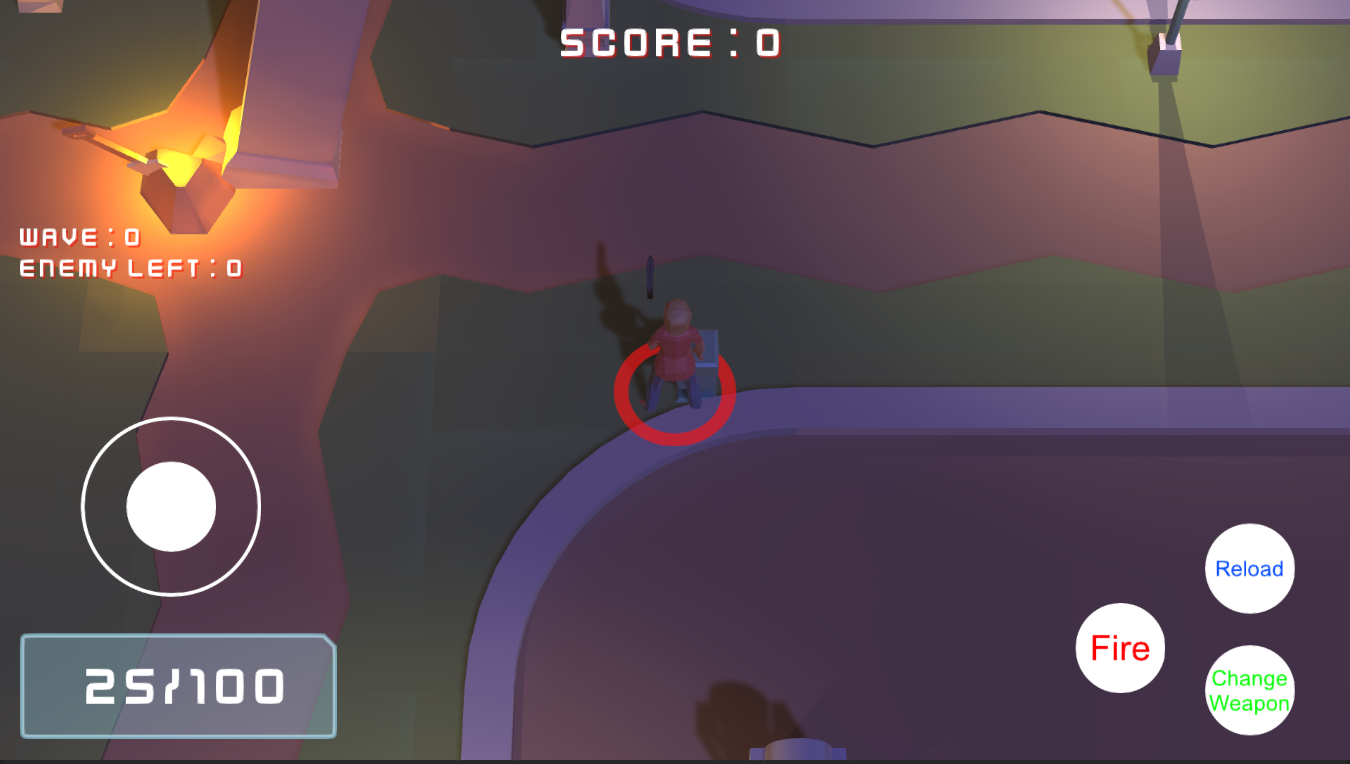 SCORE:0
WAVE:0
ENEMY LEFT:0
Reload
Fire
Change
Weapon
25/100